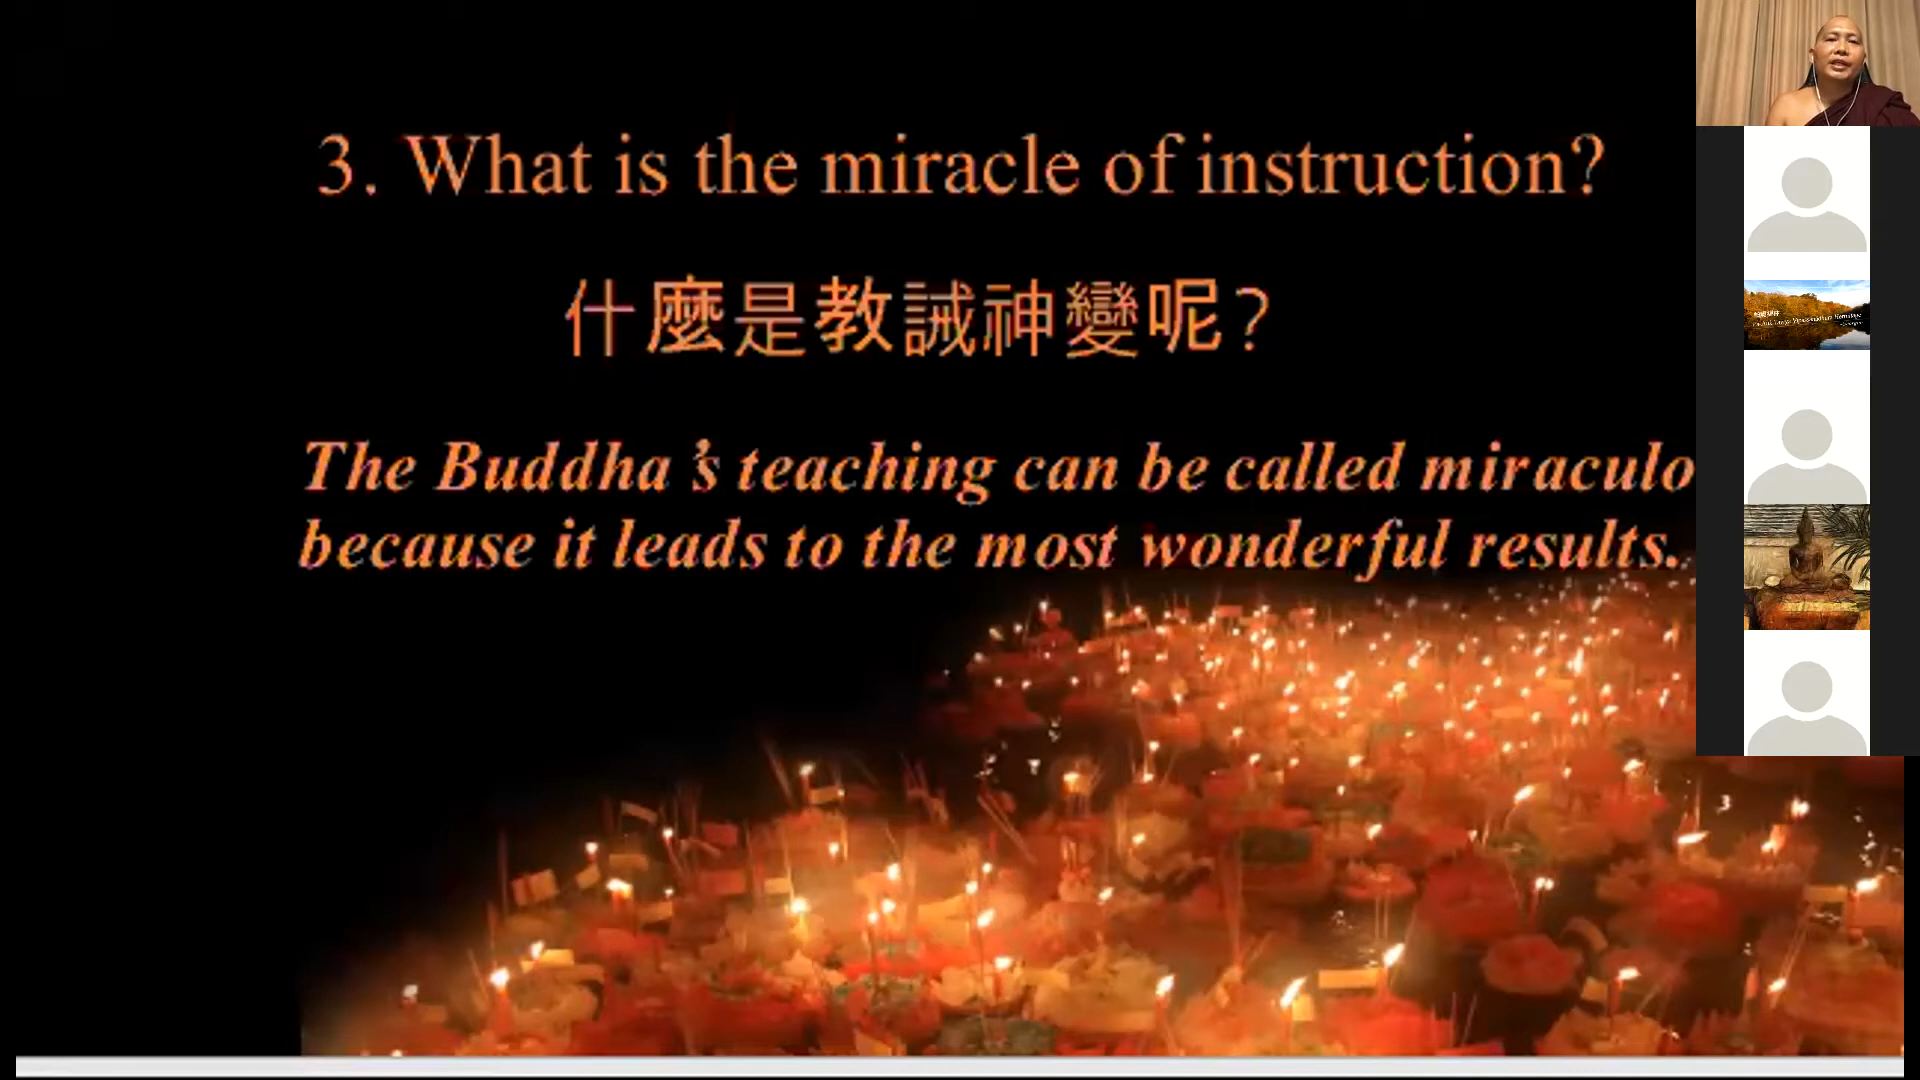 3. What is the miracle of instruction?
什麼是教誡神變呢?
The Buddha's teaching can be called miraculo
because it leads to the most wonderful results.